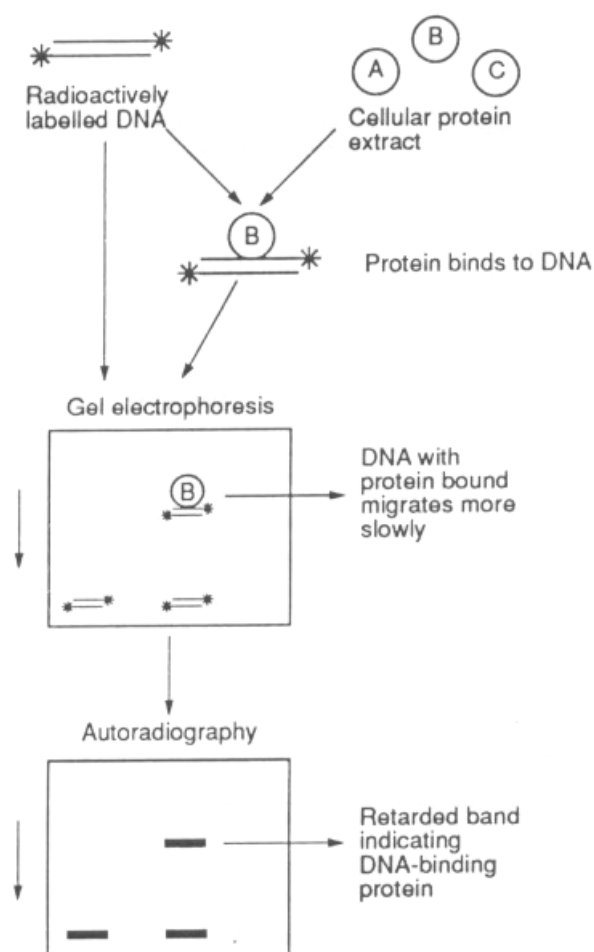 Radioactively
labelled DNA
A
B
C
Cellular protein
extract
B
Protein binds to DNA
Gel electrophoresis
B
DNA with
protein bound
migrates more
slowly
Autoradiography
Retarded band
indicating
DNA-binding
protein